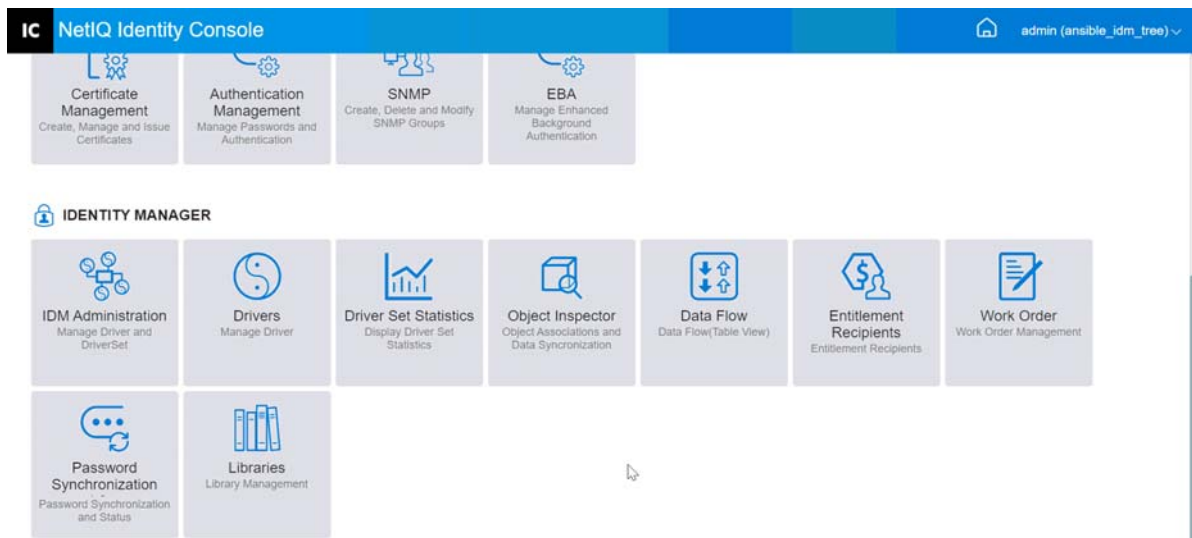 IC NetIQ Identity Console admin (ansible_idm_tree)
Certificate
Management
Create, Manage and Issue
Certificates
Authentication
Management
Manage Passwords and
Authentication
SNMP
Create, Delete and Modify
SNMP Groups
EBA
Manage Enhanced
Background
Authentication
IDENTITY MANAGER
IDM Administration
Manage Driver and
DriverSet
Drivers
Manage Driver
Driver Set Statistics
Display Driver Set
Statistics
Object Inspector
Object Associations and
Data Syncronization
Data Flow
Data Flow(Table View)
Entitlement
Recipients
Entitlement Recipients
Work Order
Work Order Management
Password
Synchronization
Password Synchronization
and Status
Libraries
Library Management